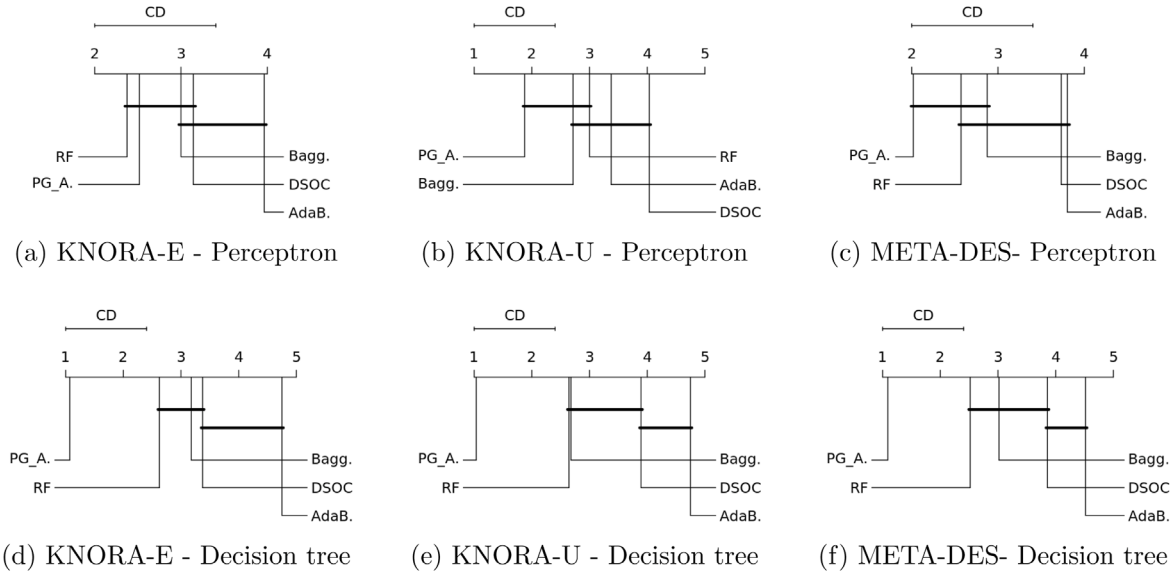 CD CD CD
2 3 4 1 2 3 4 5 2 3 4
RF Bagg. PG_A. RF PG_A. Bagg.
PG_A. DSOC Bagg. AdaB. RF DSOC
AdaB. DSOC AdaB.
(a) KNORA-E - Perceptron (b) KNORA-U - Perceptron (c) META-DES- Perceptron
CD CD CD
1 2 3 4 5 1 2 3 4 5 1 2 3 4 5
PG_A. Bagg. PG_A. Bagg. PG_A. Bagg.
RF DSOC RF DSOC RF DSOC
AdaB. AdaB. AdaB.
(d) KNORA-E - Decision tree (e) KNORA-U - Decision tree (f) META-DES- Decision tree